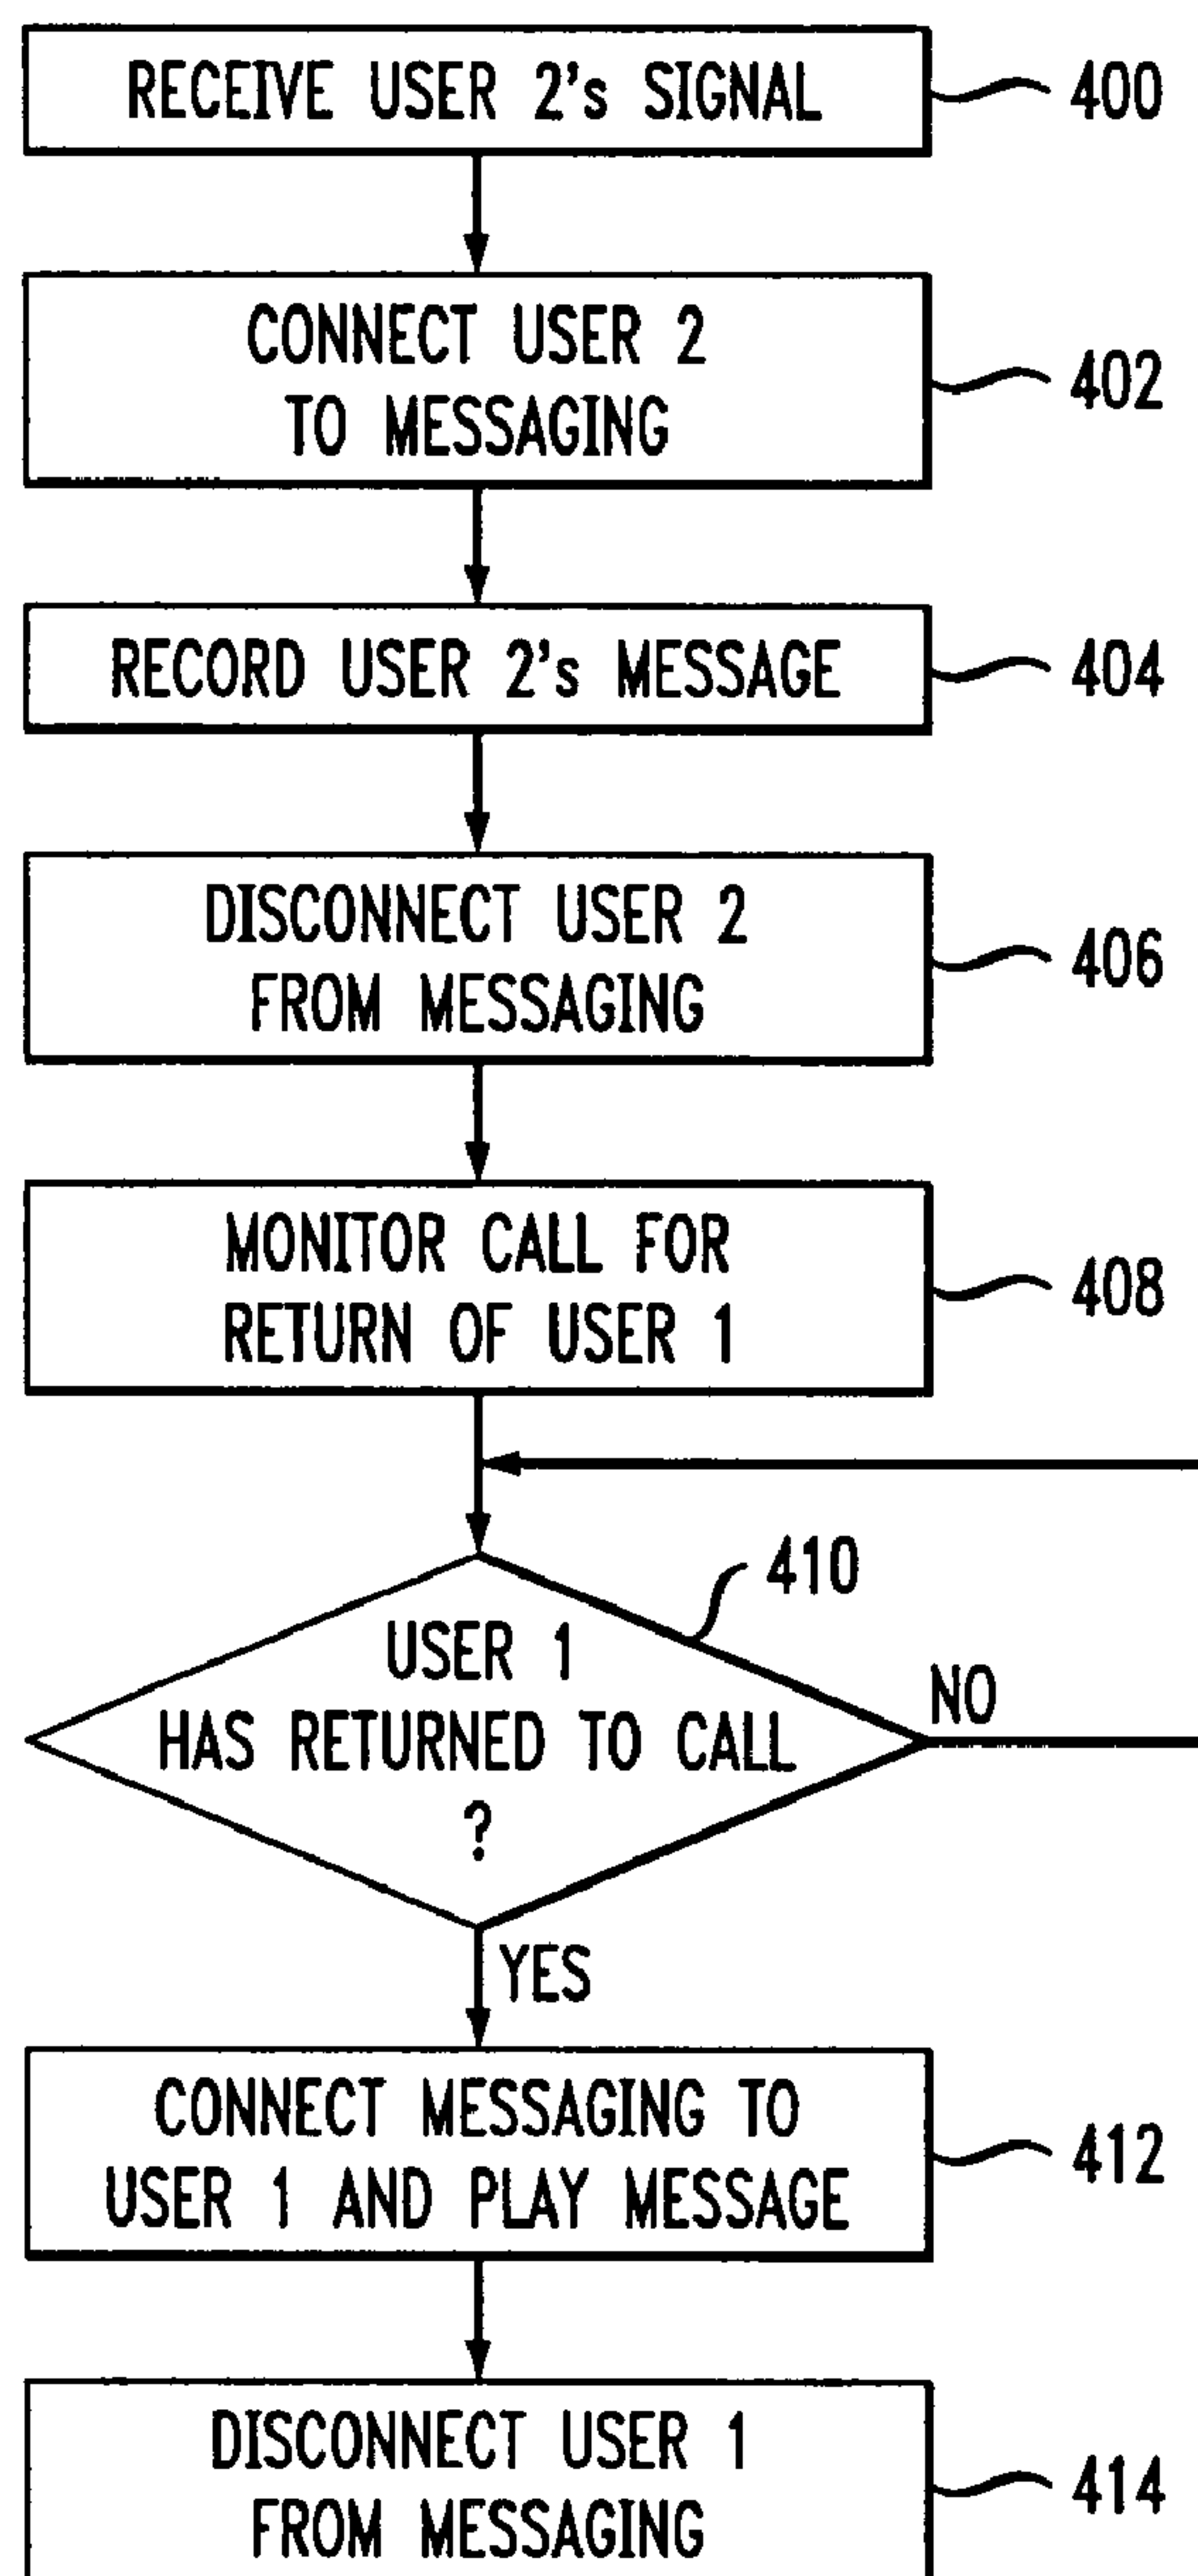 RECEIVE USER 2's SIGNAL
400
CONNECT USER 2
TO MESSAGING
402
RECORD USER 2's MESSAGE
404
DISCONNECT USER 2
FROM MESSAGING
406
MONITOR CALL FOR
RETURN OF USER 1
408
410
USER 1
HAS RETURNED TO CALL
?
NO
YES
CONNECT MESSAGING TO
USER 1 AND PLAY MESSAGE
412
DISCONNECT USER 1
FROM MESSAGING
414